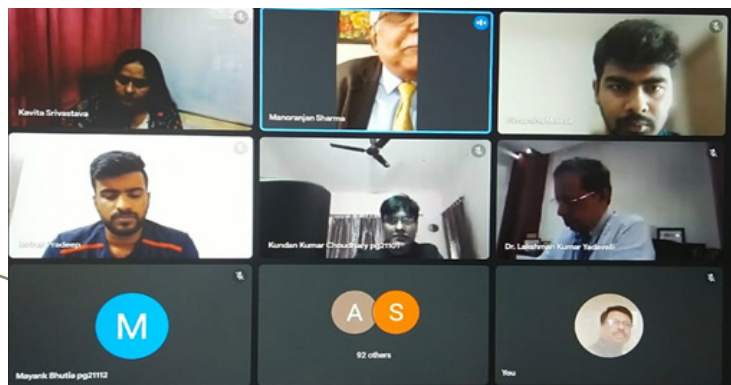 Kavita Srivastava
Manoranjan Sharma
Pradeep
Kundan Kumar Choudhary pg21101
Dr. Lakshman Kumar Yadavalli
M
Mayank Bhutia pg21112
A S
92 others
You